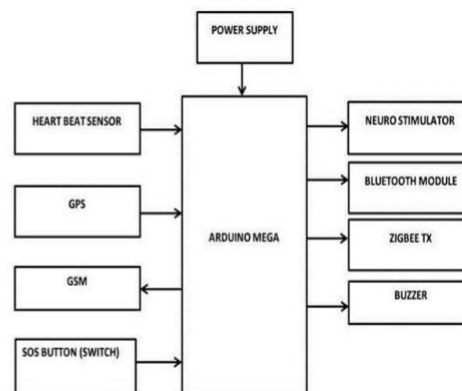 POWER SUPPLY
HEART BEAT SENSOR
NEURO STIMULATOR
BLUETOOTH MODULE
GPS
ARDUINO MEGA
ZIGBEE TX
GSM
BUZZER
SOS BUTTON (SWITCH)